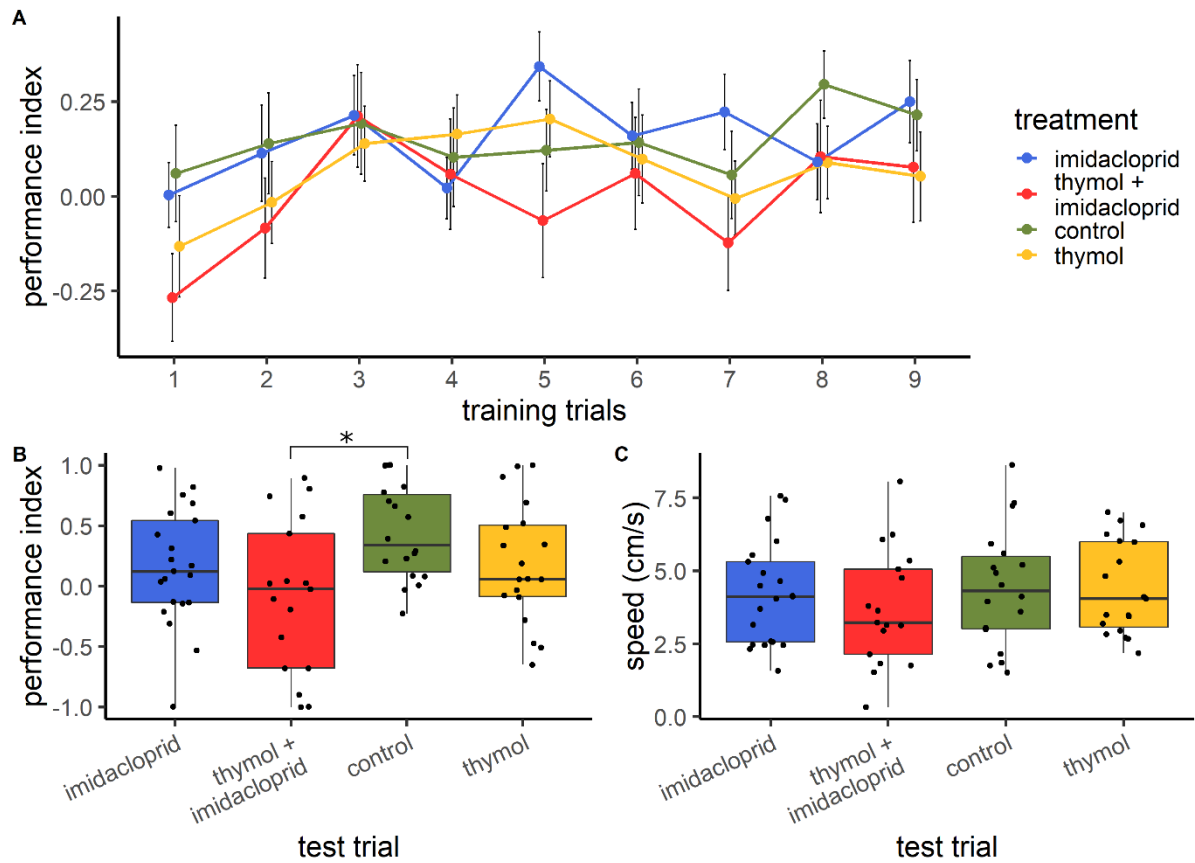 A
performance index
0.25
0.00
-0.25
1
2
3
4
5
6
7
8
9
training trials
treatment
imidacloprid
thymol +
imidacloprid
control
thymol
B
*
performance index
1.0
0.5
0.0
-0.5
-1.0
imidacloprid
thymol +
imidacloprid
control
thymol
test trial
C
speed (cm/s)
7.5
5.0
2.5
0.0
imidacloprid
thymol +
imidacloprid
control
thymol
test trial